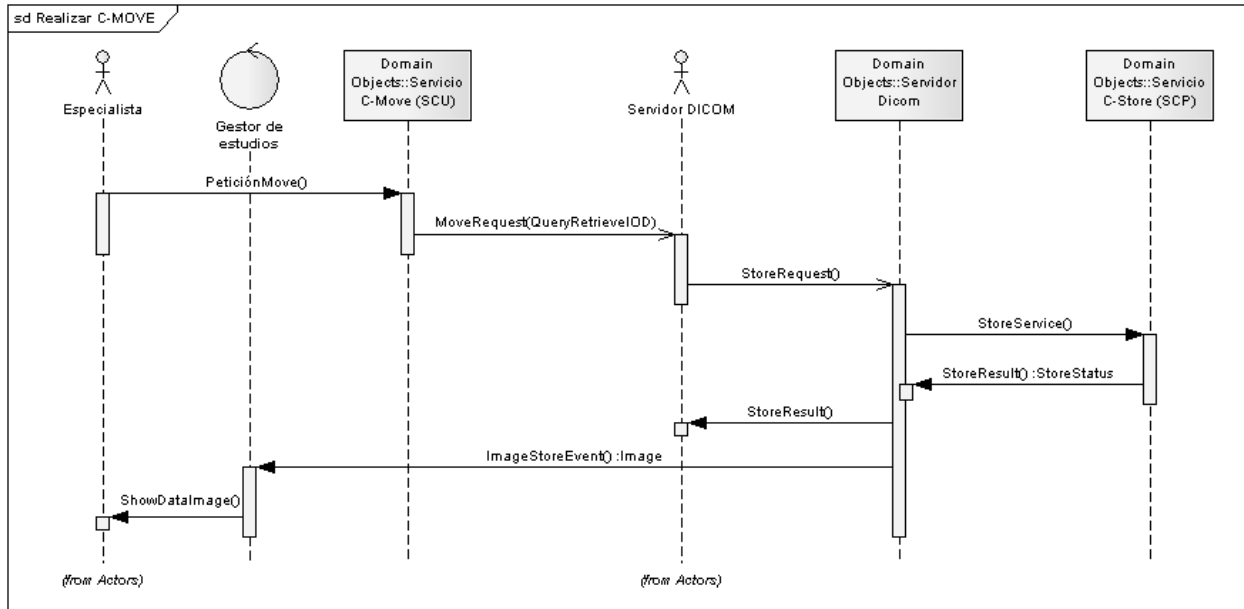 sd Realizar C-MOVE
Especialista
Gestor de
estudios
Domain
Objects::Servicio
C-Move (SCU)
Servidor DICOM
Domain
Objects::Servidor
Dicom
Domain
Objects::Servicio
C-Store (SCP)
PeticiónMove()
MoveRequest(QueryRetrieveIOD)
StoreRequest()
StoreService()
StoreResult() :StoreStatus
StoreResult()
ImageStoreEvent() :Image
ShowDataImage()
(from Actors)
(from Actors)